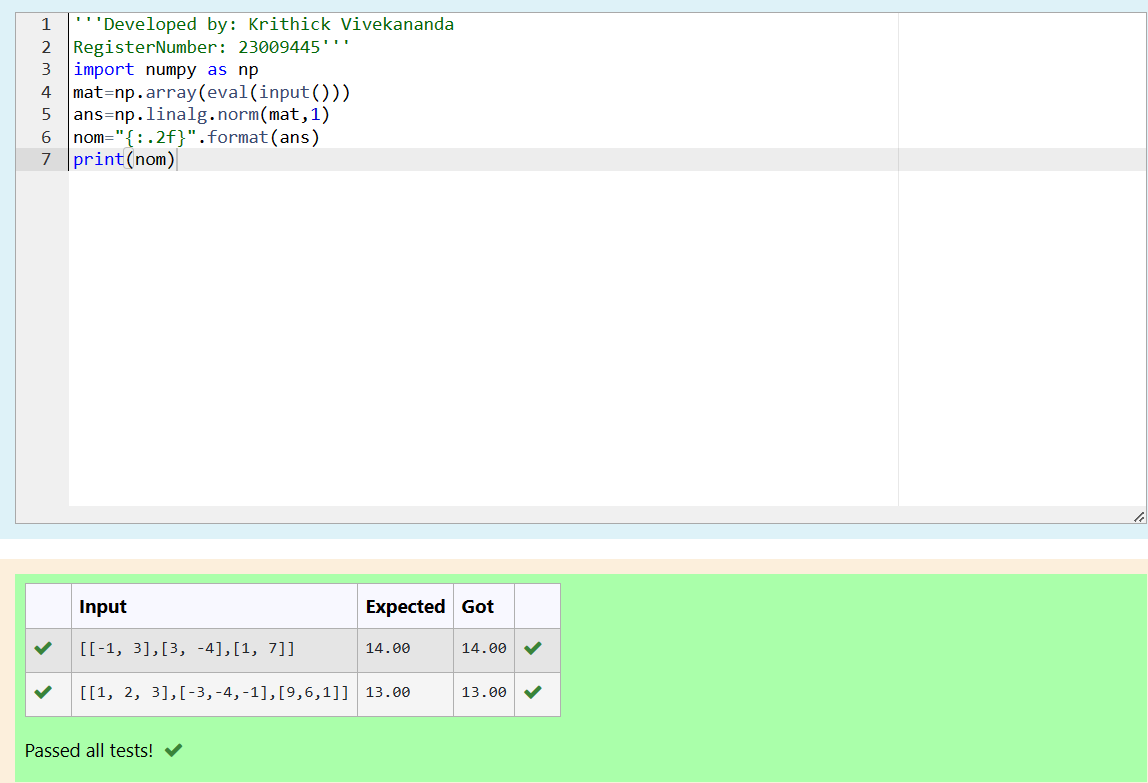 1 '''Developed by: Krithick Vivekananda
2 RegisterNumber: 23009445'''
3 import numpy as np
4 mat=np.array(eval(input()))
5 ans=np.linalg.norm(mat,1)
6 nom="{:.2f}".format(ans)
7 print(nom)
Input Expected Got
[[-1, 3],[3, -4],[1, 7]] 14.00 14.00
[[1, 2, 3],[-3,-4,-1],[9,6,1]] 13.00 13.00
Passed all tests!